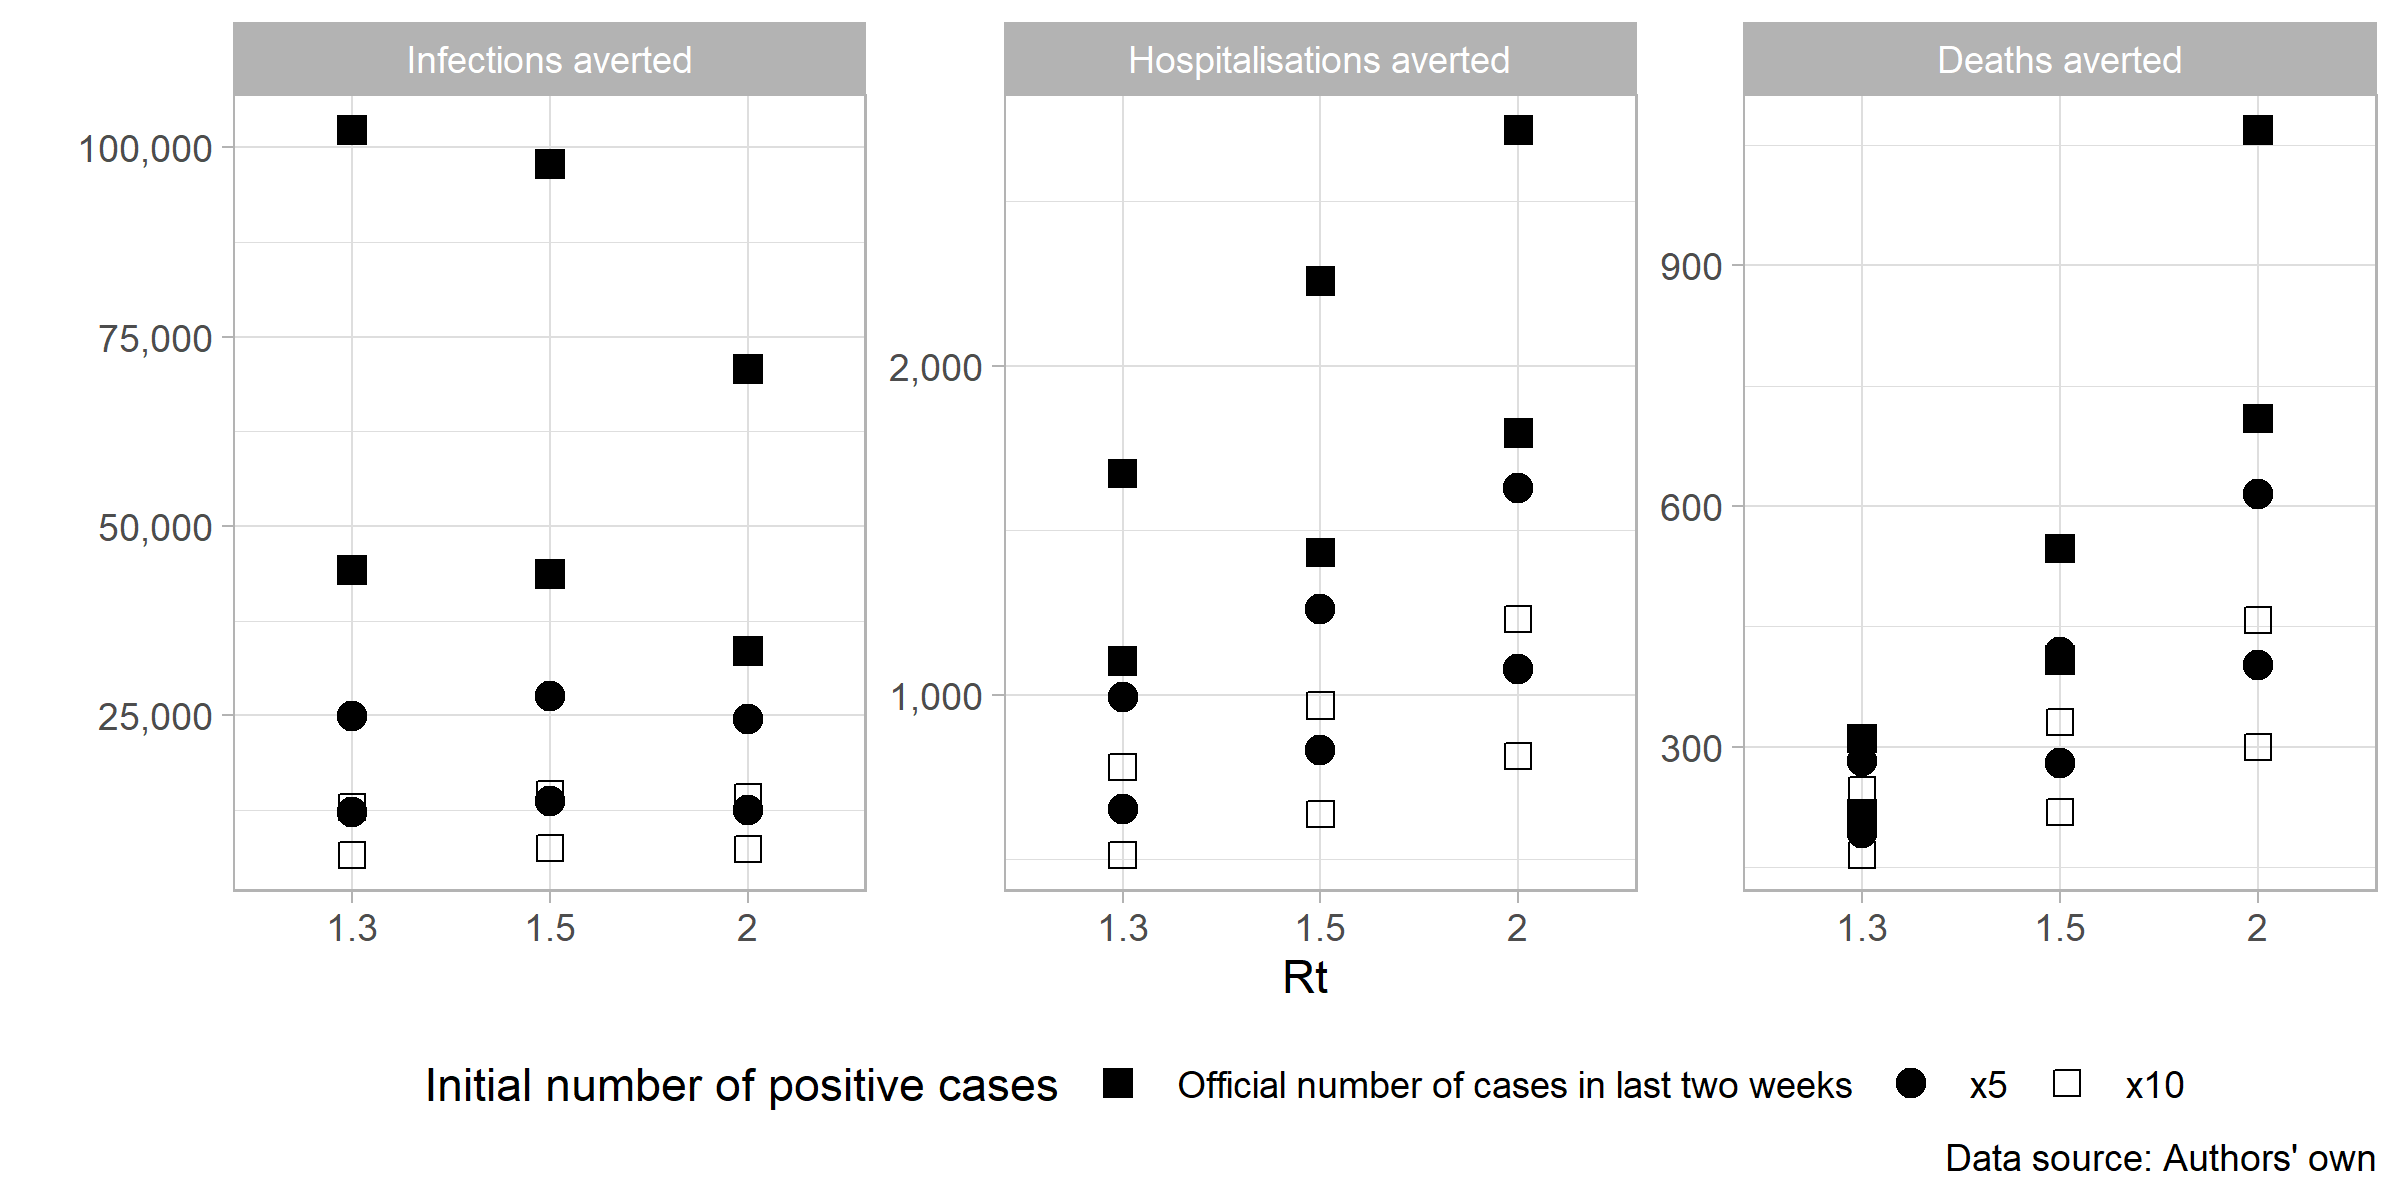 Infections averted
Hospitalisations averted
Deaths averted
100,000
75,000
50,000
25,000
2,000
1,000
900
600
300
1.3 1.5 2
1.3 1.5 2
1.3 1.5 2
Rt
Initial number of positive cases Official number of cases in last two weeks x5 x10
Data source: Authors' own